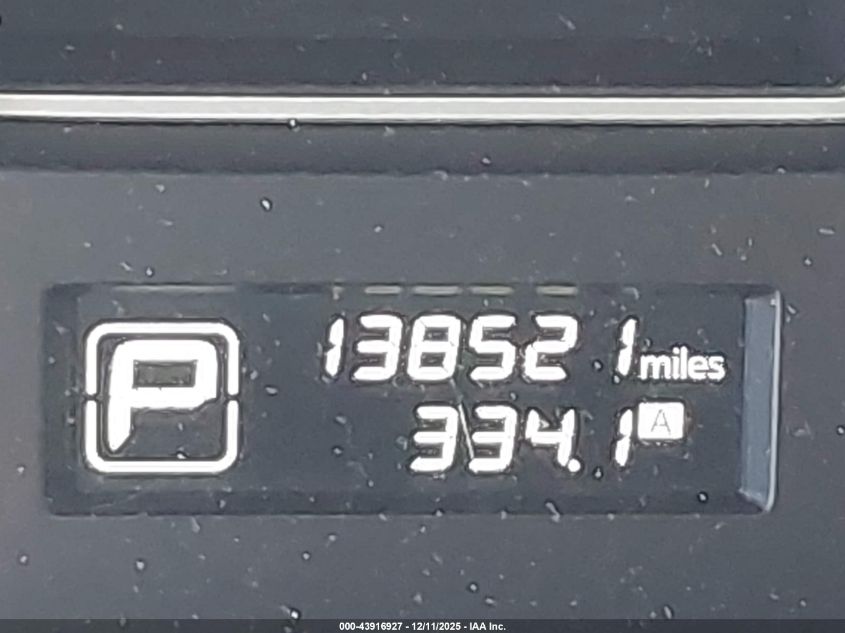 P
138521 miles
334.1 A
000-43916927 - 12/11/2025 - IAA Inc.